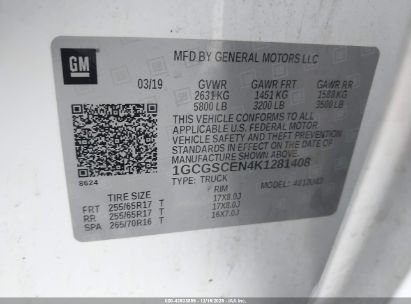 GM
MFD BY GENERAL MOTORS LLC
03/19 GVWR GAWR FRT GAWR RR
2631 KG 1451 KG 1588 KG
5800 LB 3200 LB 3500 LB
THIS VEHICLE CONFORMS TO ALL
APPLICABLE U.S. FEDERAL MOTOR
VEHICLE SAFETY AND THEFT
PREVENTION STANDARDS IN EFFECT
ON THE DATE OF MANUFACTURE
SHOWN ABOVE.
1GCGSCEN4K1281408
8624
TYPE: TRUCK MODEL:
TIRE SIZE RIM
FRT 255/65R17 T 17X8.0J
RR 255/65R17 T 17X8.0J
SPA 265/70R16 T 16X7.0J